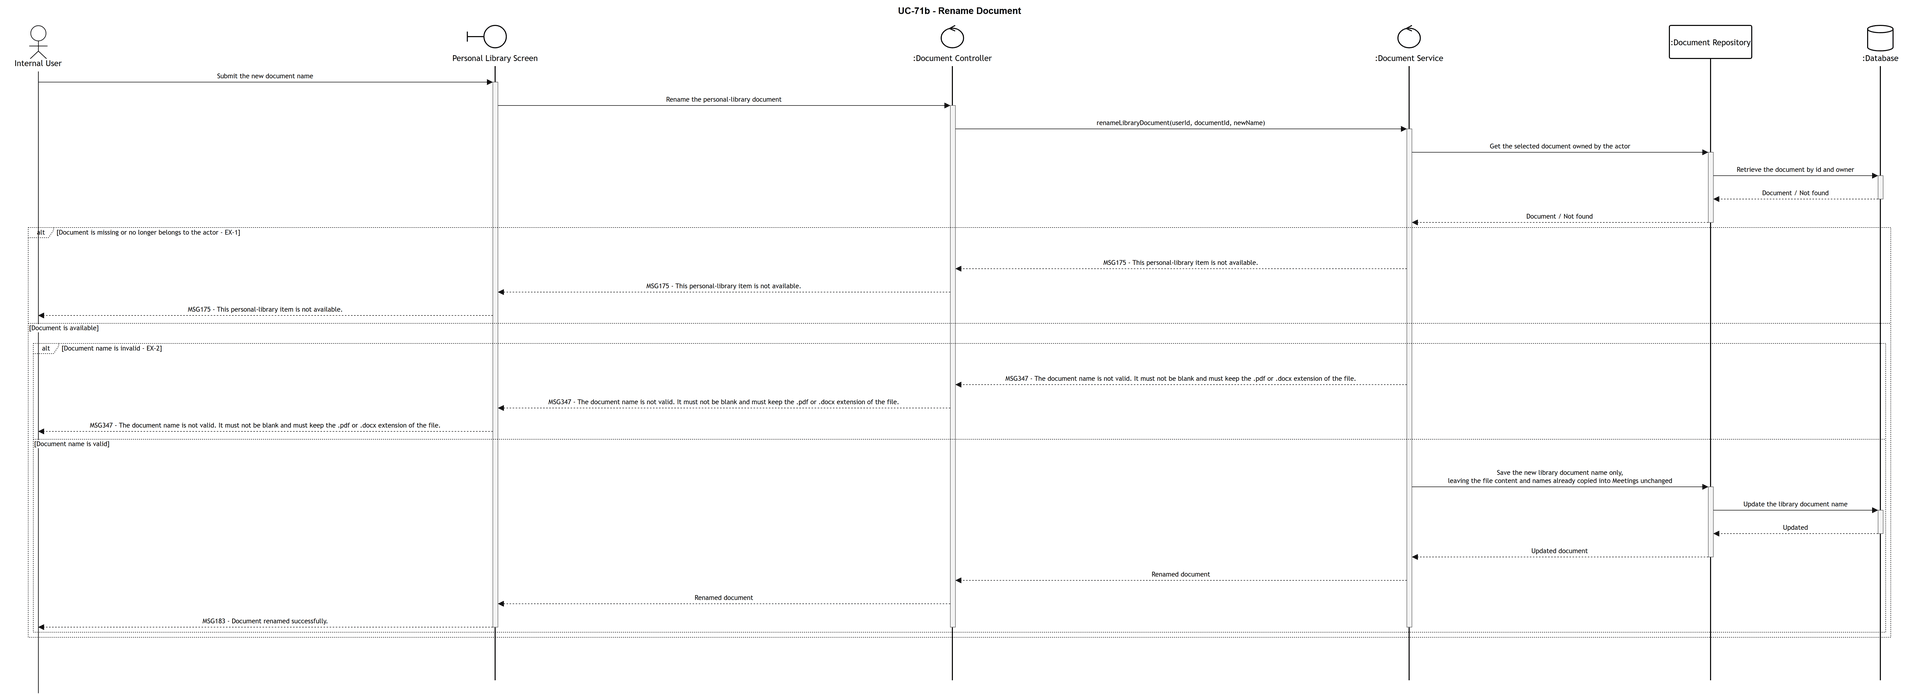 UC-71b - Rename Document
Internal User
Personal Library Screen
:Document Controller
:Document Service
:Document Repository
:Database
Submit the new document name
Rename the personal-library document
renameLibraryDocument(userId, documentId, newName)
Get the selected document owned by the actor
Retrieve the document by id and owner
Document / Not found
Document / Not found
alt [Document is missing or no longer belongs to the actor - EX-1]
MSG175 - This personal-library item is not available.
MSG175 - This personal-library item is not available.
MSG175 - This personal-library item is not available.
[Document is available]
alt [Document name is invalid - EX-2]
MSG347 - The document name is not valid. It must not be blank and must keep the .pdf or .docx extension of the file.
MSG347 - The document name is not valid. It must not be blank and must keep the .pdf or .docx extension of the file.
MSG347 - The document name is not valid. It must not be blank and must keep the .pdf or .docx extension of the file.
[Document name is valid]
Save the new library document name only,
leaving the file content and names already copied into Meetings unchanged
Update the library document name
Updated
Updated document
Renamed document
Renamed document
MSG183 - Document renamed successfully.